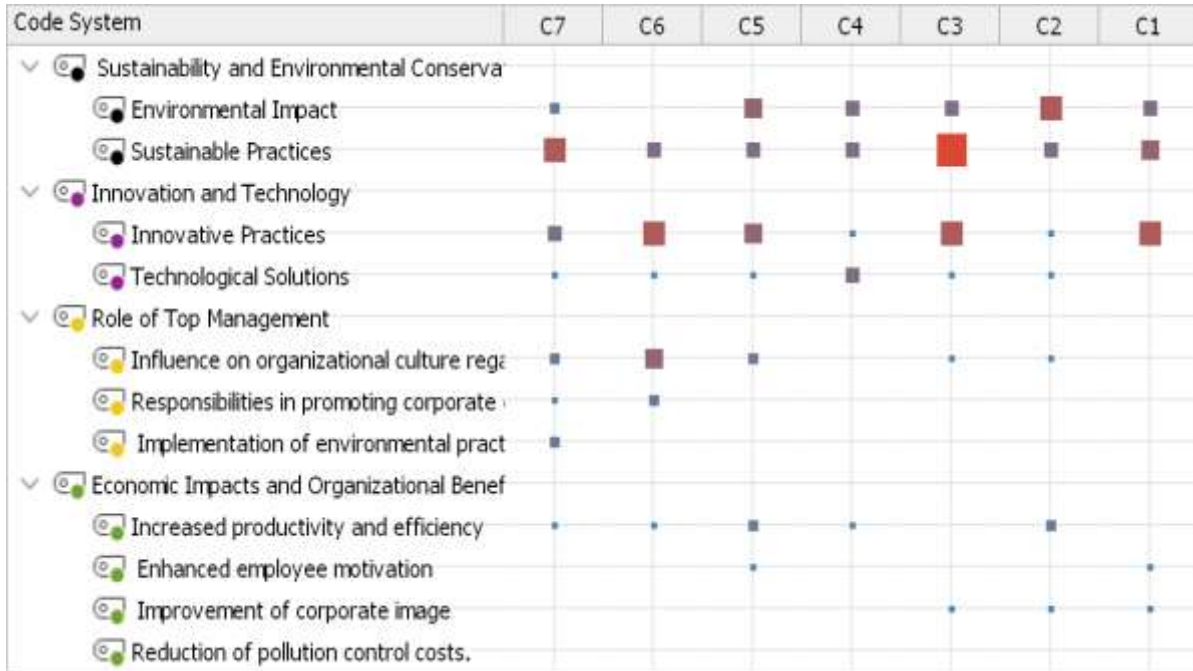 Code System C7 C6 C5 C4 C3 C2 C1
Sustainability and Environmental Conserva
Environmental Impact
Sustainable Practices
Innovation and Technology
Innovative Practices
Technological Solutions
Role of Top Management
Influence on organizational culture rega
Responsibilities in promoting corporate
Implementation of environmental pract
Economic Impacts and Organizational Benef
Increased productivity and efficiency
Enhanced employee motivation
Improvement of corporate image
Reduction of pollution control costs.